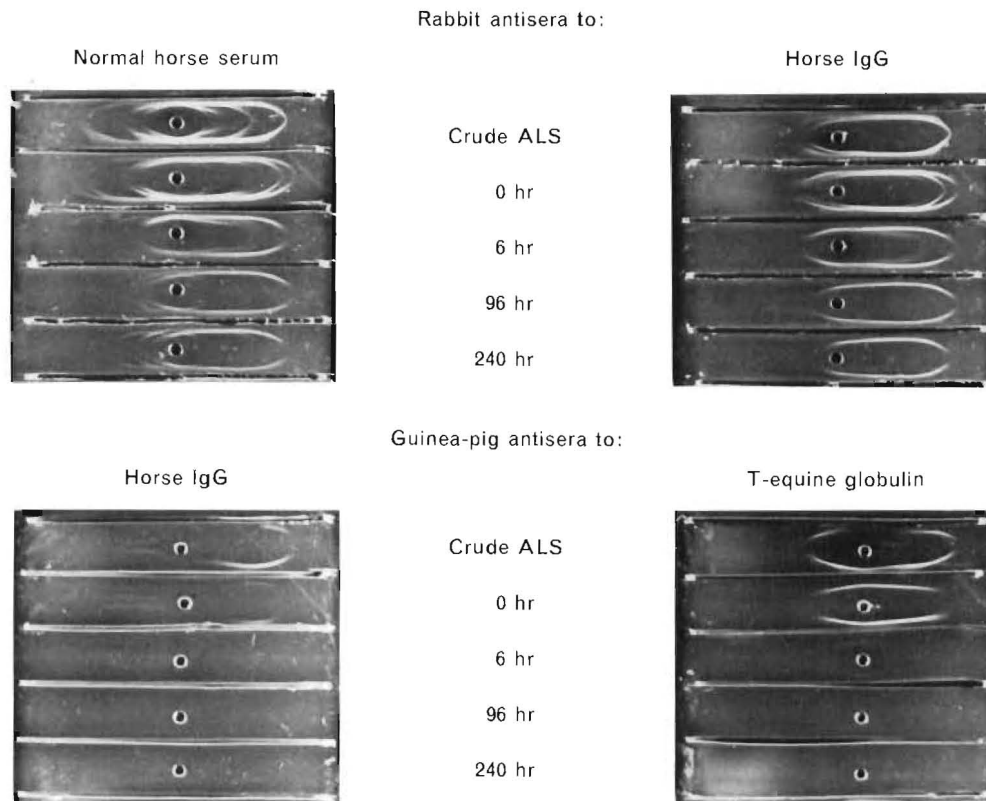 Rabbit antisera to:
Normal horse serum
Horse IgG
Crude ALS
0 hr
6 hr
96 hr
240 hr
Guinea-pig antisera to:
Horse IgG
T-equine globulin
Crude ALS
0 hr
6 hr
96 hr
240 hr